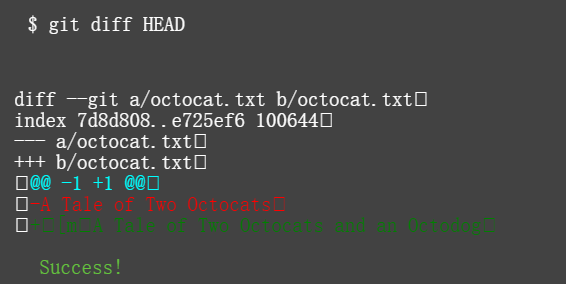 $ git diff HEAD
diff --git a/octocat.txt b/octocat.txt□
index 7d8d808..e725ef6 100644□
--- a/octocat.txt□
+++ b/octocat.txt□
□@@ -1 +1 @@□
□-A Tale of Two Octocats□
□+□[m□A Tale of Two Octocats and an Octodog□
Success!